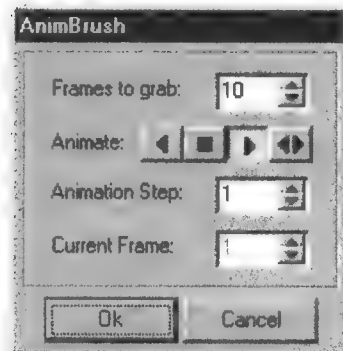 AnimBrush
Frames to grab: 10
Animate:
Animation Step: 1
Current Frame: 1
Ok Cancel